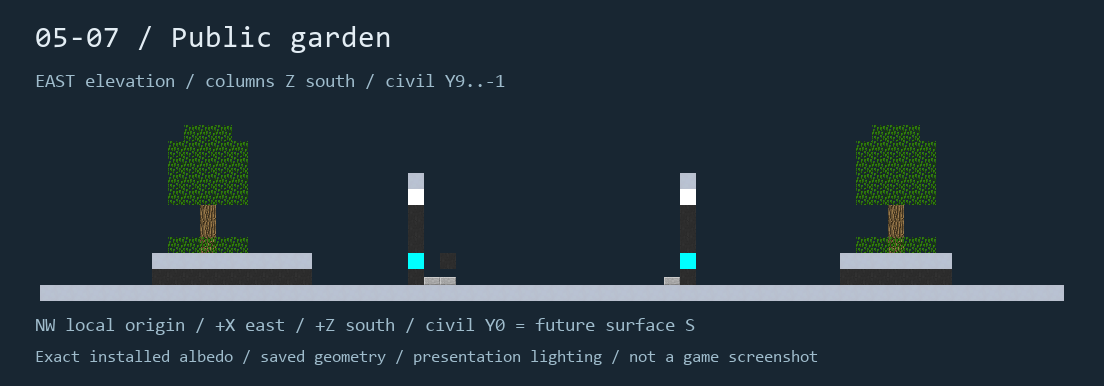 05-07 / Public garden
EAST elevation / columns Z south / civil Y9..-1
NW local origin / +X east / +Z south / civil Y0 = future surface S
Exact installed albedo / saved geometry / presentation lighting / not a game screenshot